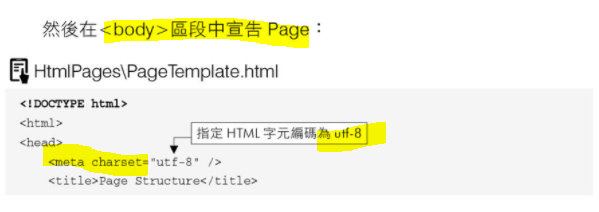 然後在<body>區段中宣告 Page：
HtmlPages\PageTemplate.html
<!DOCTYPE html>
<html>
指定 HTML 字元編碼為 utf-8
<head>
<meta charset="utf-8" />
<title>Page Structure</title>